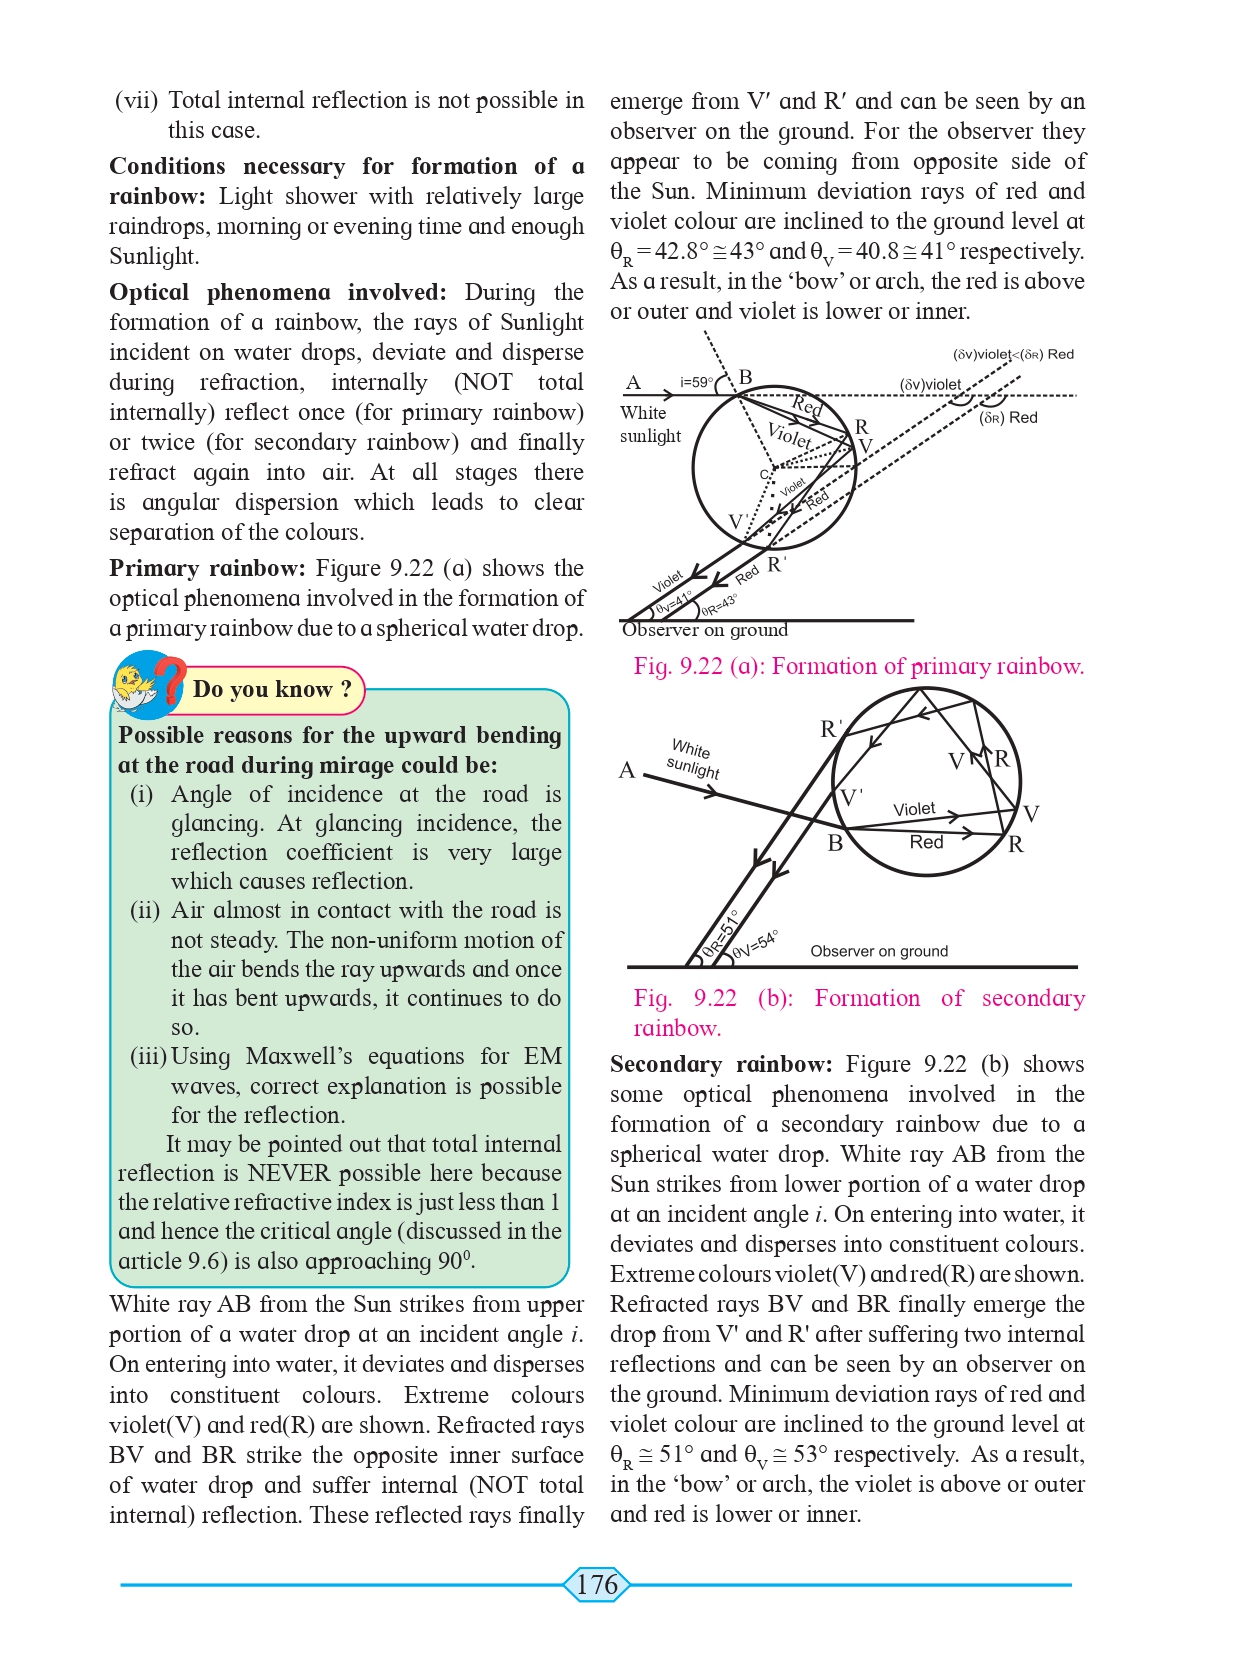 (vii) Total internal reflection is not possible in
this case.
Conditions necessary for formation of a
rainbow: Light shower with relatively large
raindrops, morning or evening time and enough
Sunlight.
Optical phenomena involved: During the
formation of a rainbow, the rays of Sunlight
incident on water drops, deviate and disperse
during refraction, internally (NOT total
internally) reflect once (for primary rainbow)
or twice (for secondary rainbow) and finally
refract again into air. At all stages there
is angular dispersion which leads to clear
separation of the colours.
Primary rainbow: Figure 9.22 (a) shows the
optical phenomena involved in the formation of
a primary rainbow due to a spherical water drop.
Do you know ?
Possible reasons for the upward bending
at the road during mirage could be:
(i) Angle of incidence at the road is
glancing. At glancing incidence, the
reflection coefficient is very large
which causes reflection.
(ii) Air almost in contact with the road is
not steady. The non-uniform motion of
the air bends the ray upwards and once
it has bent upwards, it continues to do
so.
(iii) Using Maxwell’s equations for EM
waves, correct explanation is possible
for the reflection.
It may be pointed out that total internal
reflection is NEVER possible here because
the relative refractive index is just less than 1
and hence the critical angle (discussed in the
article 9.6) is also approaching 90⁰.
White ray AB from the Sun strikes from upper
portion of a water drop at an incident angle i.
On entering into water, it deviates and disperses
into constituent colours. Extreme colours
violet(V) and red(R) are shown. Refracted rays
BV and BR strike the opposite inner surface
of water drop and suffer internal (NOT total
internal) reflection. These reflected rays finally
emerge from V′ and R′ and can be seen by an
observer on the ground. For the observer they
appear to be coming from opposite side of
the Sun. Minimum deviation rays of red and
violet colour are inclined to the ground level at
θR = 42.8° ≅ 43° and θV = 40.8 ≅ 41° respectively.
As a result, in the ‘bow’ or arch, the red is above
or outer and violet is lower or inner.
(δv)violet<(δR) Red
A
i=59°
B
(δv)violet
White
sunlight
Red
(δR) Red
R
Violet
V
C
Violet
Red
V'
R'
Violet
Red
θV=41°
θR=43°
Observer on ground
Fig. 9.22 (a): Formation of primary rainbow.
R'
White
sunlight
A
V
R
V'
Violet
V
B
Red
R
θR=51°
θV=54°
Observer on ground
Fig. 9.22 (b): Formation of secondary
rainbow.
Secondary rainbow: Figure 9.22 (b) shows
some optical phenomena involved in the
formation of a secondary rainbow due to a
spherical water drop. White ray AB from the
Sun strikes from lower portion of a water drop
at an incident angle i. On entering into water, it
deviates and disperses into constituent colours.
Extreme colours violet(V) and red(R) are shown.
Refracted rays BV and BR finally emerge the
drop from V' and R' after suffering two internal
reflections and can be seen by an observer on
the ground. Minimum deviation rays of red and
violet colour are inclined to the ground level at
θR ≅ 51° and θV ≅ 53° respectively. As a result,
in the ‘bow’ or arch, the violet is above or outer
and red is lower or inner.
176